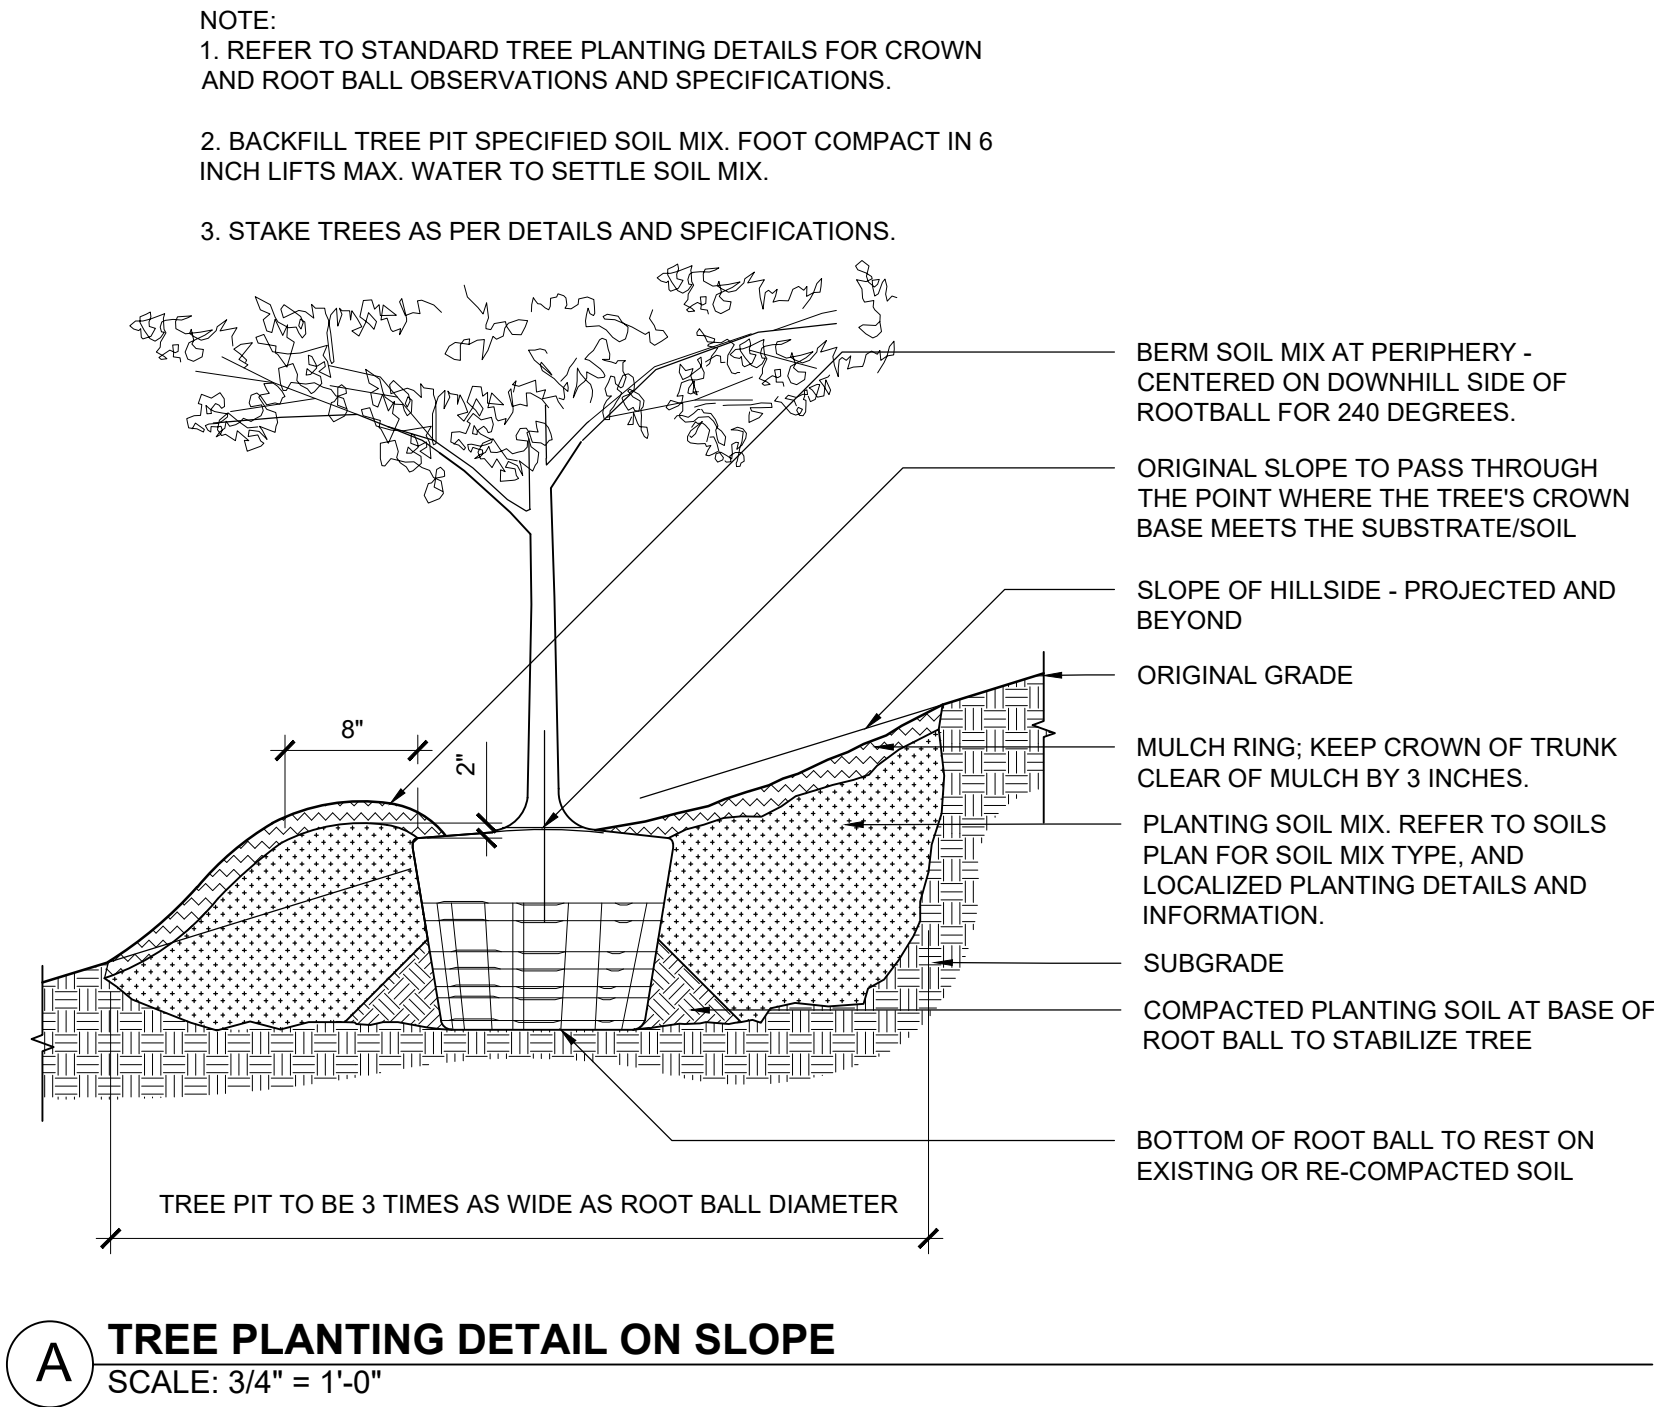 NOTE:
1. REFER TO STANDARD TREE PLANTING DETAILS FOR CROWN
AND ROOT BALL OBSERVATIONS AND SPECIFICATIONS.
2. BACKFILL TREE PIT SPECIFIED SOIL MIX. FOOT COMPACT IN 6
INCH LIFTS MAX. WATER TO SETTLE SOIL MIX.
3. STAKE TREES AS PER DETAILS AND SPECIFICATIONS.
BERM SOIL MIX AT PERIPHERY -
CENTERED ON DOWNHILL SIDE OF
ROOTBALL FOR 240 DEGREES.
ORIGINAL SLOPE TO PASS THROUGH
THE POINT WHERE THE TREE'S CROWN
BASE MEETS THE SUBSTRATE/SOIL
SLOPE OF HILLSIDE - PROJECTED AND
BEYOND
ORIGINAL GRADE
8"
2"
MULCH RING; KEEP CROWN OF TRUNK
CLEAR OF MULCH BY 3 INCHES.
PLANTING SOIL MIX. REFER TO SOILS
PLAN FOR SOIL MIX TYPE, AND
LOCALIZED PLANTING DETAILS AND
INFORMATION.
SUBGRADE
COMPACTED PLANTING SOIL AT BASE OF
ROOT BALL TO STABILIZE TREE
BOTTOM OF ROOT BALL TO REST ON
EXISTING OR RE-COMPACTED SOIL
TREE PIT TO BE 3 TIMES AS WIDE AS ROOT BALL DIAMETER
A
TREE PLANTING DETAIL ON SLOPE
SCALE: 3/4" = 1'-0"